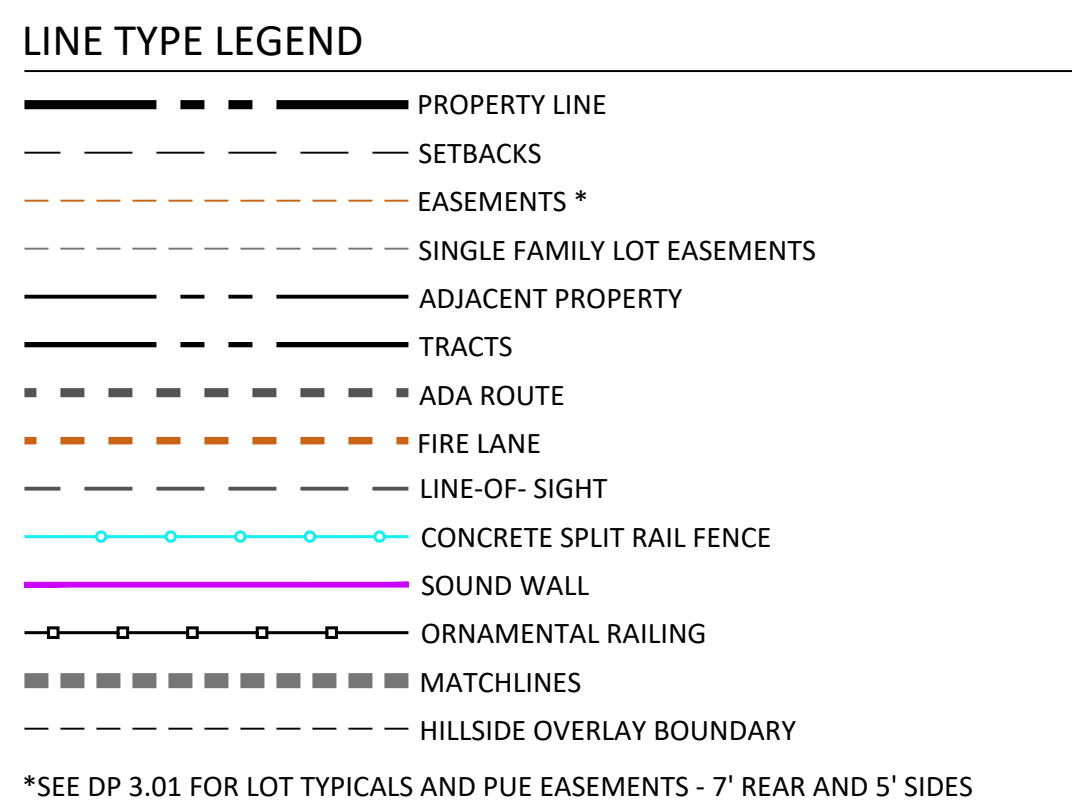 LINE TYPE LEGEND
PROPERTY LINE
SETBACKS
EASEMENTS *
SINGLE FAMILY LOT EASEMENTS
ADJACENT PROPERTY
TRACTS
ADA ROUTE
FIRE LANE
LINE-OF- SIGHT
CONCRETE SPLIT RAIL FENCE
SOUND WALL
ORNAMENTAL RAILING
MATCHLINES
HILLSIDE OVERLAY BOUNDARY
*SEE DP 3.01 FOR LOT TYPICALS AND PUE EASEMENTS - 7' REAR AND 5' SIDES